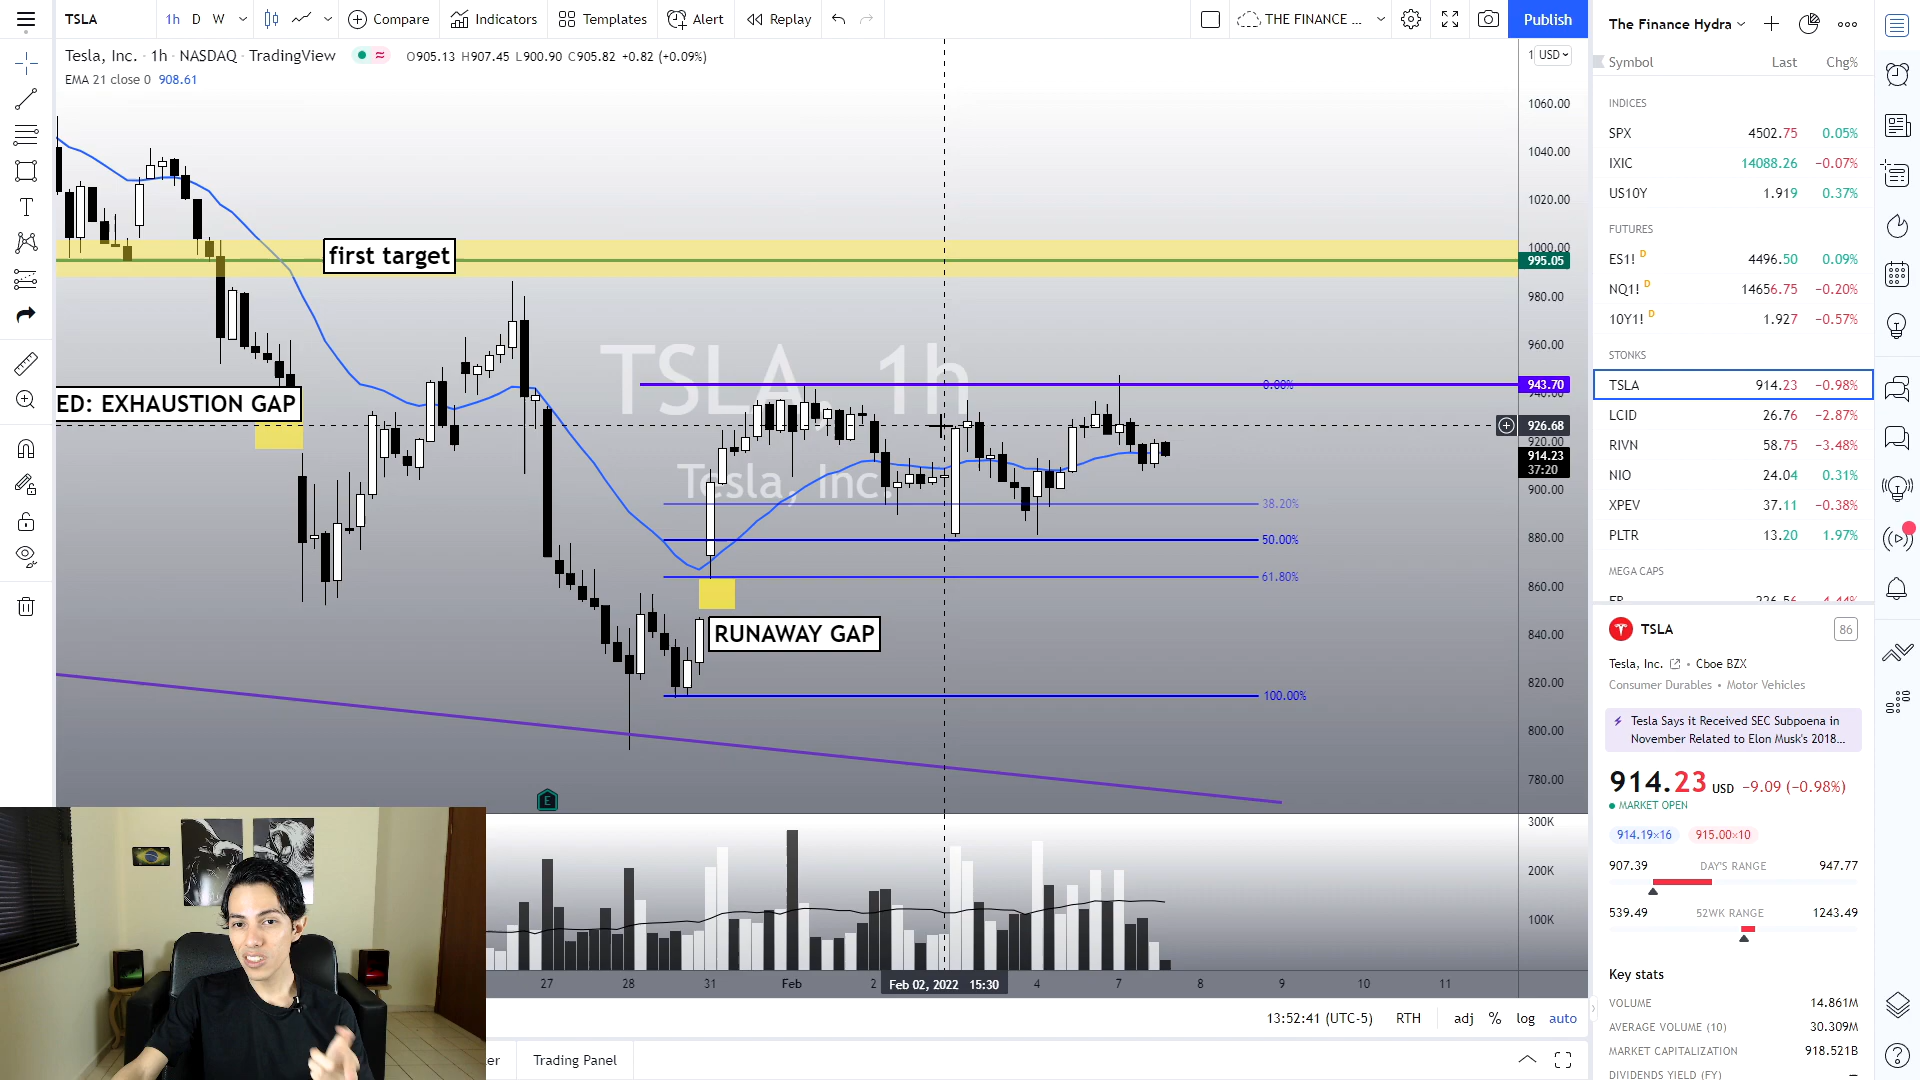 TSLA
1h D W
Compare
Indicators
Templates
Alert
Replay
THE FINANCE ...
Publish
Tesla, Inc. · 1h · NASDAQ · TradingView
O905.13 H907.45 L900.90 C905.82 +0.82 (+0.09%)
EMA 21 close 0 908.61
TSLA, 1h
Tesla, Inc.
first target
ED: EXHAUSTION GAP
RUNAWAY GAP
0.00%
38.20%
50.00%
61.80%
100.00%
E
USD
1060.00
1040.00
1020.00
1000.00
995.05
980.00
960.00
943.70
940.00
926.68
920.00
914.23
37:20
900.00
880.00
860.00
840.00
820.00
800.00
780.00
300K
200K
100K
27 28 31 Feb 2 Feb 02, 2022 15:30 4 7 8 9 10 11
13:52:41 (UTC-5) RTH adj % log auto
er
Trading Panel
The Finance Hydra
Symbol Last Chg%
INDICES
SPX 4502.75 0.05%
IXIC 14088.26 −0.07%
US10Y 1.919 0.37%
FUTURES
ES1! D 4496.50 0.09%
NQ1! D 14656.75 −0.20%
10Y1! D 1.927 −0.57%
STONKS
TSLA 914.23 −0.98%
LCID 26.76 −2.87%
RIVN 58.75 −3.48%
NIO 24.04 0.31%
XPEV 37.11 −0.38%
PLTR 13.20 1.97%
MEGA CAPS
TSLA 86
Tesla, Inc. • Cboe BZX
Consumer Durables • Motor Vehicles
Tesla Says it Received SEC Subpoena in
November Related to Elon Musk's 2018...
914.23 USD −9.09 (−0.98%)
MARKET OPEN
914.19×16 915.00×10
907.39 DAY'S RANGE 947.77
539.49 52WK RANGE 1243.49
Key stats
VOLUME 14.861M
AVERAGE VOLUME (10) 30.309M
MARKET CAPITALIZATION 918.521B
DIVIDENDS YIELD (FY) —